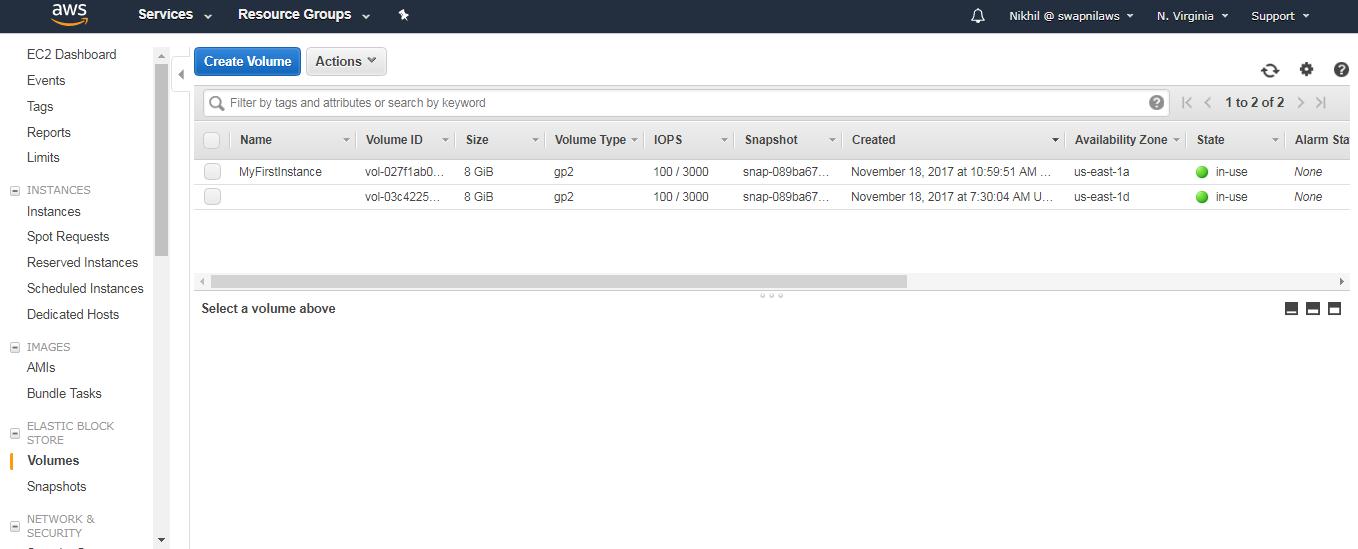 aws Services Resource Groups Nikhil @ swapnilaws N. Virginia Support
EC2 Dashboard
Events
Tags
Reports
Limits
INSTANCES
Instances
Spot Requests
Reserved Instances
Scheduled Instances
Dedicated Hosts
IMAGES
AMIs
Bundle Tasks
ELASTIC BLOCK
STORE
Volumes
Snapshots
NETWORK &
SECURITY
Create Volume Actions
Filter by tags and attributes or search by keyword 1 to 2 of 2
Name Volume ID Size Volume Type IOPS Snapshot Created Availability Zone State Alarm Sta
MyFirstInstance vol-027f1ab0... 8 GiB gp2 100 / 3000 snap-089ba67... November 18, 2017 at 10:59:51 AM ... us-east-1a in-use None
vol-03c4225... 8 GiB gp2 100 / 3000 snap-089ba67... November 18, 2017 at 7:30:04 AM U... us-east-1d in-use None
Select a volume above